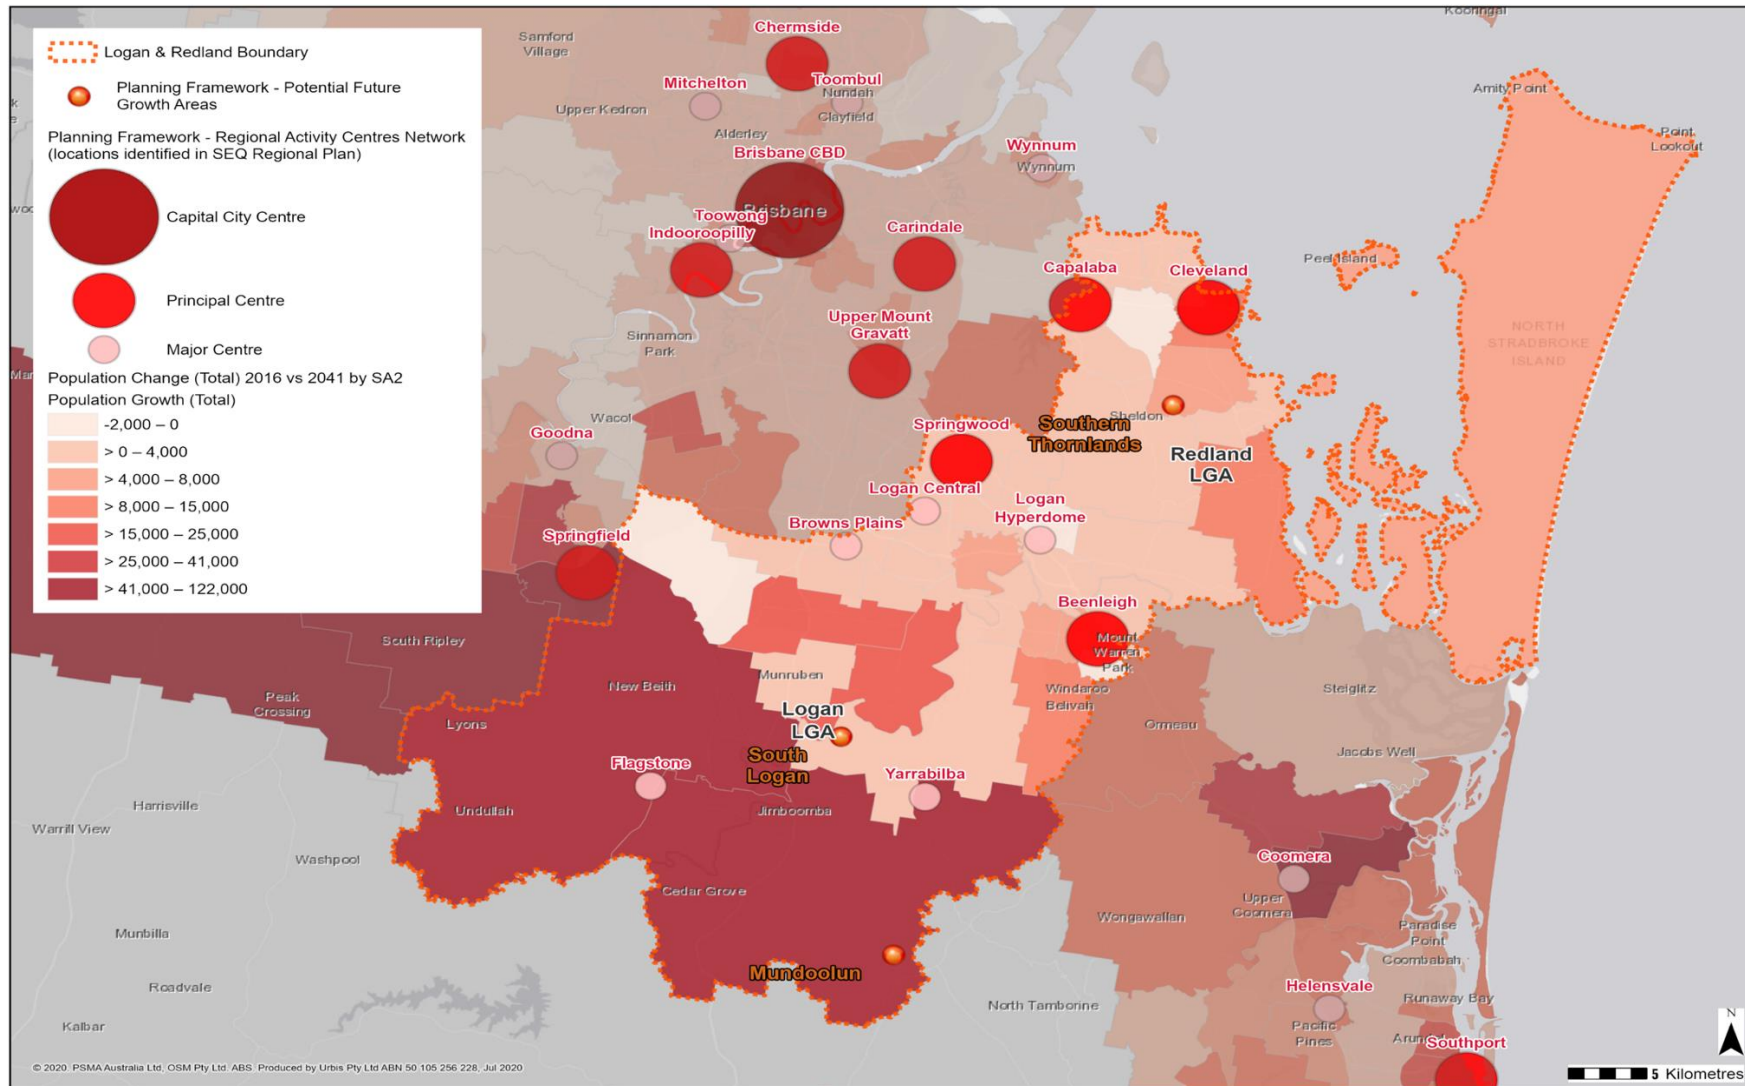 Logan & Redland Boundary
Planning Framework - Potential Future
Growth Areas
Planning Framework - Regional Activity Centres Network
(locations identified in SEQ Regional Plan)
Capital City Centre
Principal Centre
Major Centre
Population Change (Total) 2016 vs 2041 by SA2
Population Growth (Total)
-2,000 – 0
> 0 – 4,000
> 4,000 – 8,000
> 8,000 – 15,000
> 15,000 – 25,000
> 25,000 – 41,000
> 41,000 – 122,000
Kooringal
Samford
Village
Chermside
Mitchelton
Toombul
Nundah
Upper Kedron
Clayfield
Alderley
Amity Point
Point
Lookout
Brisbane CBD
Wynnum
Wynnum
Brisbane
Toowong
Indooroopilly
Carindale
Capalaba
Cleveland
Peel Island
Upper Mount
Gravatt
Sinnamon
Park
NORTH
STRADBROKE
ISLAND
Wacol
Goodna
Springwood
Sheldon
Southern
Thornlands
Redland
LGA
Logan Central
Logan
Hyperdome
Browns Plains
Springfield
Beenleigh
Mount
Warren
Park
South Ripley
New Beith
Munruben
Windaroo
Belivah
Steiglitz
Peak
Crossing
Lyons
Logan
LGA
Ormeau
Jacobs Well
South
Logan
Flagstone
Yarrabilba
Harrisville
Undullah
Jimboomba
Warrill View
Washpool
Coomera
Cedar Grove
Upper
Coomera
Wongawallan
Paradise
Point
Munbilla
Coombabah
Mundoolun
Roadvale
Helensvale
Runaway Bay
North Tamborine
Kalbar
Pacific
Pines
Southport
N
© 2020. PSMA Australia Ltd, OSM Pty Ltd. ABS. Produced by Urbis Pty Ltd ABN 50 105 256 228, Jul 2020
5 Kilometres